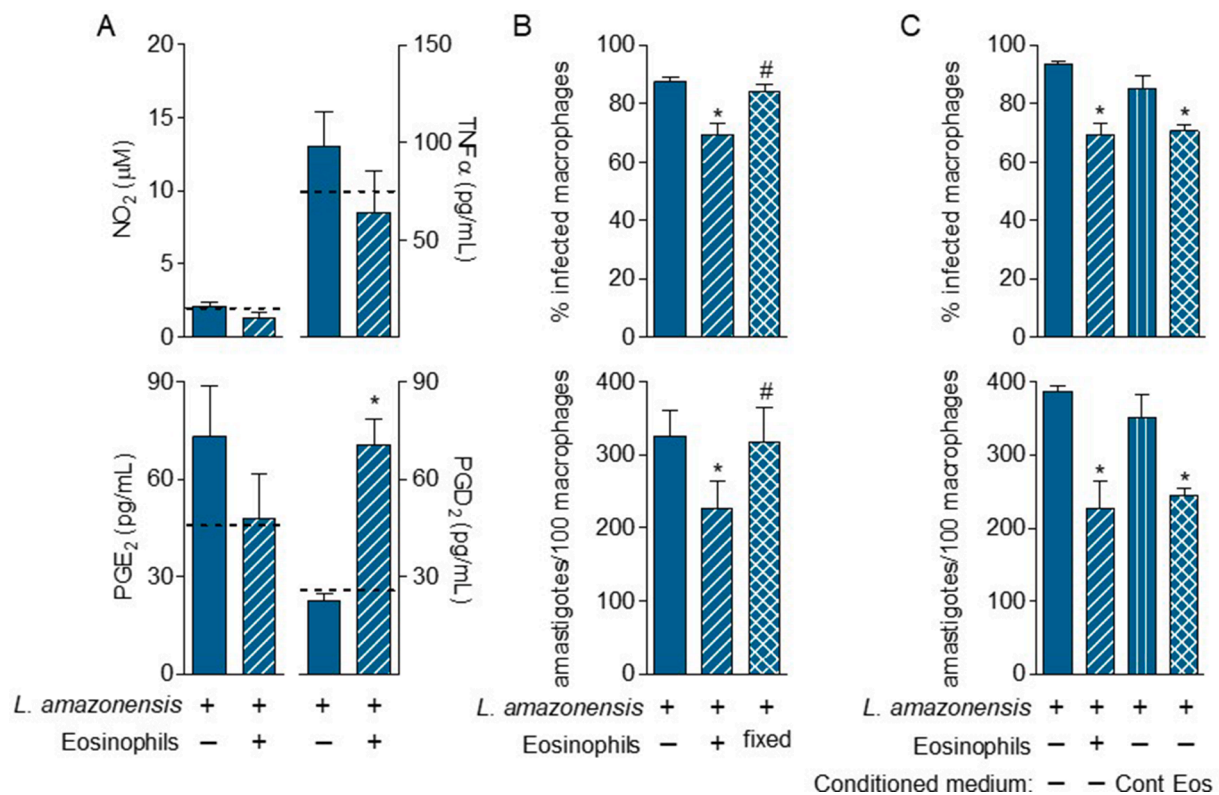 A
B
C
20
15
10
5
0
NO2 (μM)
150
100
50
TNFα (pg/mL)
*
#
100
80
60
40
20
0
% infected macrophages
*
*
100
80
60
40
20
0
% infected macrophages
90
60
30
0
PGE2 (pg/mL)
*
90
60
30
PGD2 (pg/mL)
*
#
300
200
100
0
amastigotes/100 macrophages
*
*
400
300
200
100
0
amastigotes/100 macrophages
L. amazonensis + + + +
Eosinophils – + – +
L. amazonensis + + +
Eosinophils – + fixed
L. amazonensis + + + +
Eosinophils – + – –
Conditioned medium: – – Cont Eos